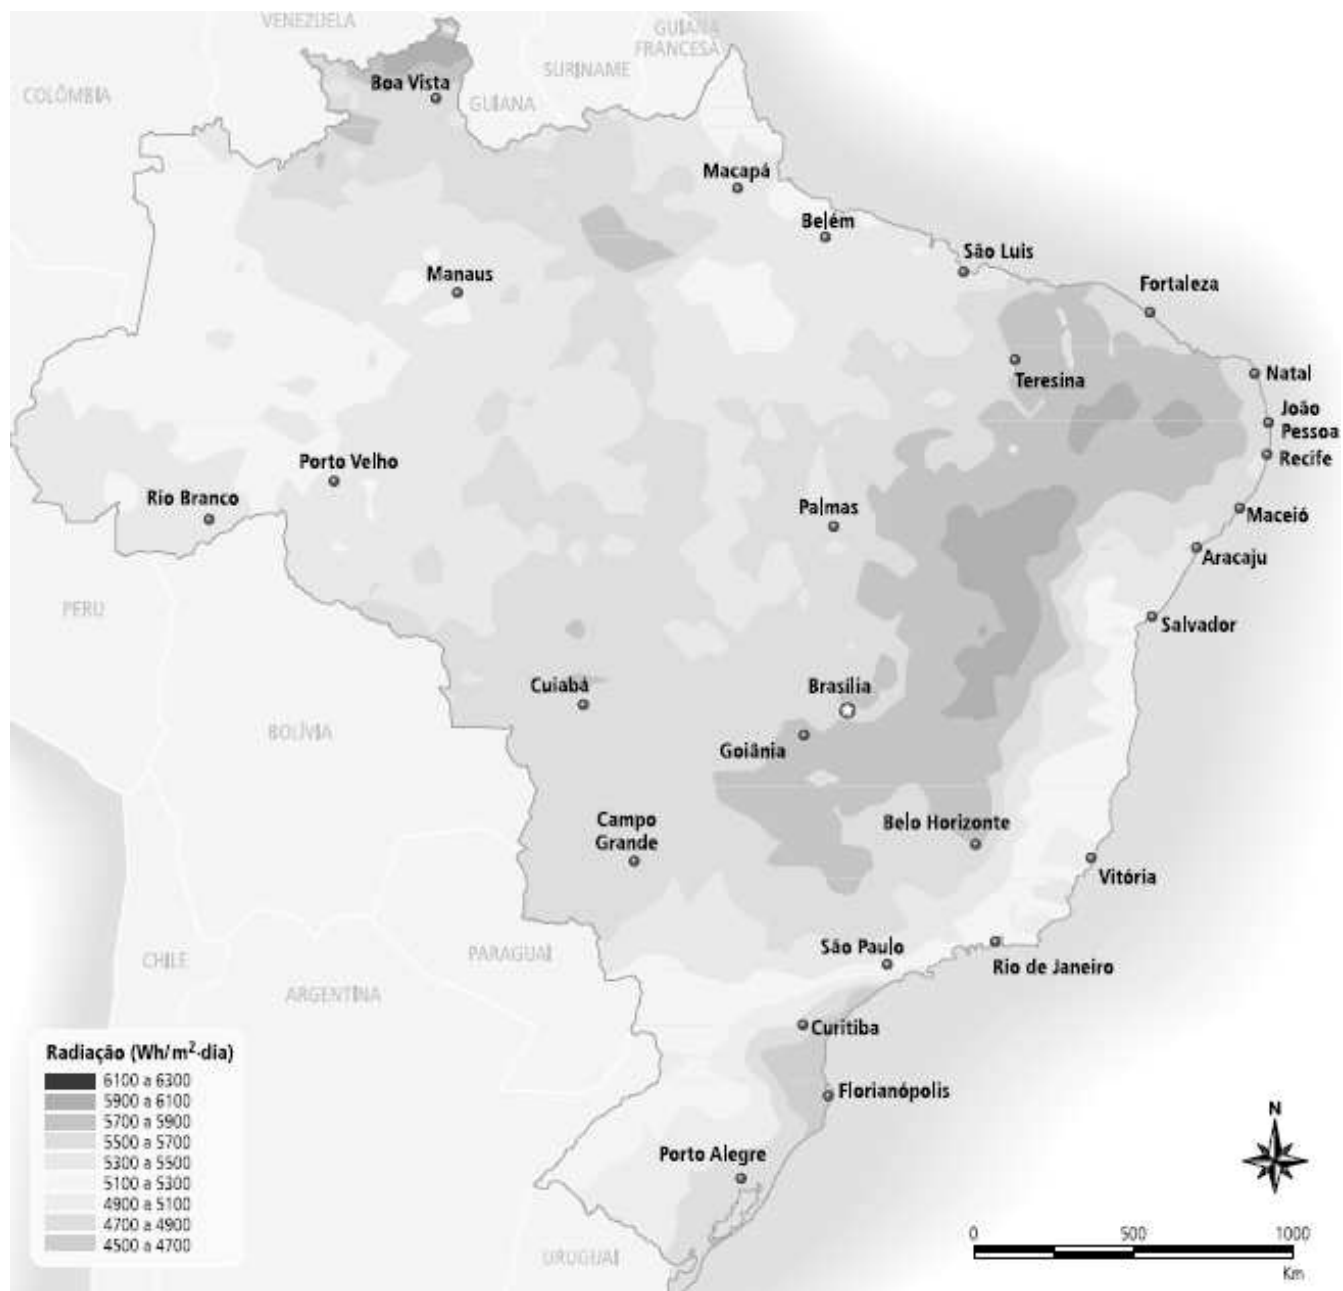 VENEZUELA
GUIANA
FRANCESA
SURINAME
COLÔMBIA
Boa Vista
GUIANA
Macapá
Belém
São Luis
Manaus
Fortaleza
Teresina
Natal
João
Pessoa
Recife
Porto Velho
Rio Branco
Palmas
Maceió
Aracaju
PERU
Salvador
Cuiabá
Brasília
BOLÍVIA
Goiânia
Campo
Grande
Belo Horizonte
Vitória
São Paulo
PARAGUAI
CHILE
Rio de Janeiro
ARGENTINA
Curitiba
Radiação (Wh/m²·dia)
6100 a 6300
5900 a 6100
5700 a 5900
5500 a 5700
5300 a 5500
5100 a 5300
4900 a 5100
4700 a 4900
4500 a 4700
Florianópolis
Porto Alegre
URUGUAI
N
0 500 1000
Km